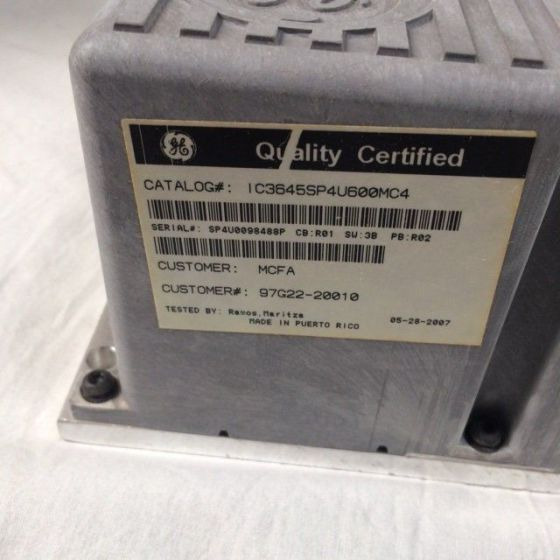 GE
Quality Certified
CATALOG#: IC3645SP4U600MC4
SERIAL#: SP4U0098488P CB:R01 SW:3B PB:R02
CUSTOMER: MCFA
CUSTOMER#: 97G22-20010
TESTED BY: Ramos,Maritza
MADE IN PUERTO RICO 05-28-2007